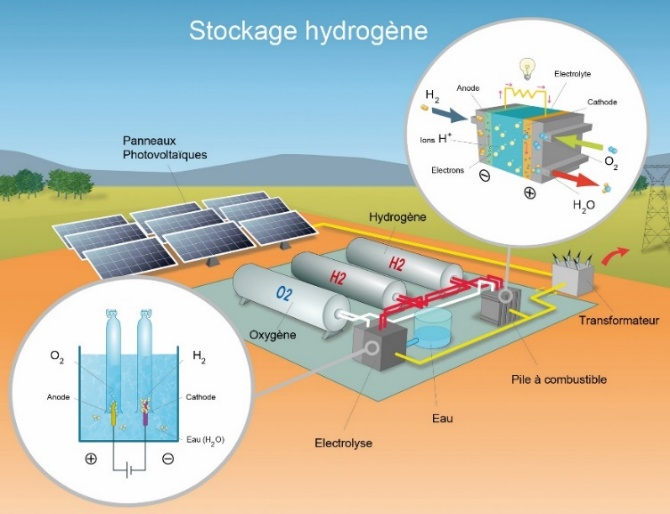 Stockage hydrogène
Electrolyte
Anode
H2
Cathode
Ions H+
O2
Electrons
⊖
⊕
H2O
Panneaux
Photovoltaïques
Hydrogène
H2
H2
O2
Oxygène
Transformateur
Pile à combustible
Eau
Electrolyse
O2
H2
Anode
Cathode
Eau (H2O)
⊕
⊖